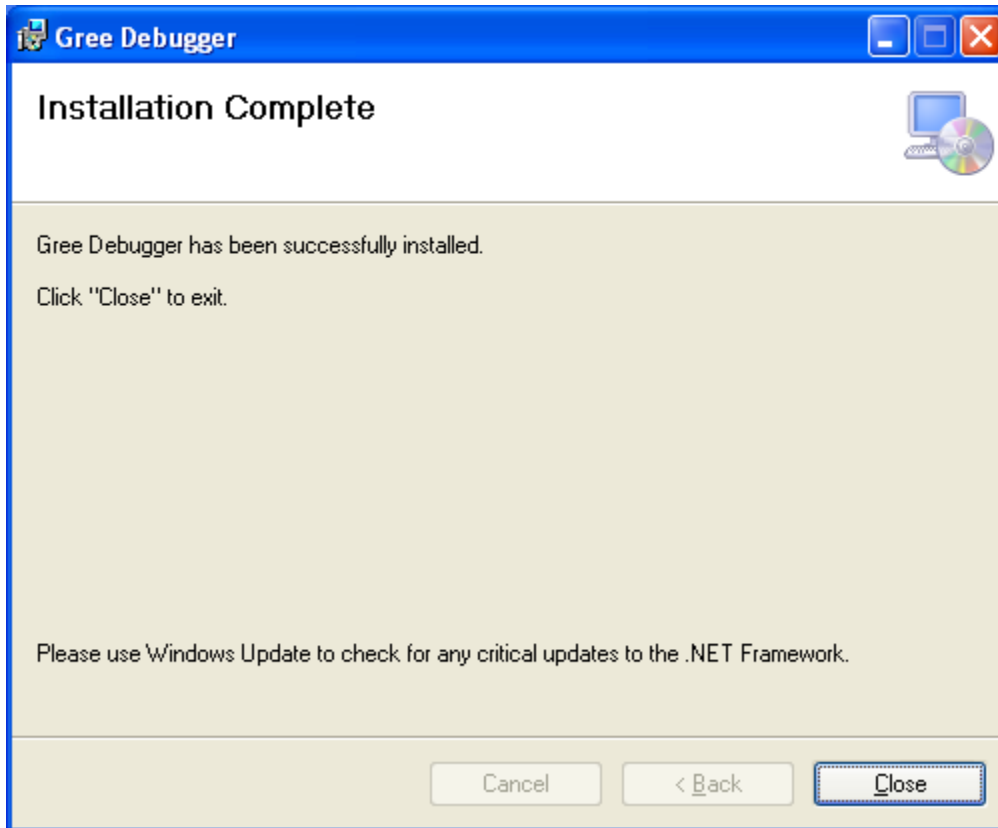 Gree Debugger
Installation Complete
Gree Debugger has been successfully installed.
Click "Close" to exit.
Please use Windows Update to check for any critical updates to the .NET Framework.
Cancel
< Back
Close